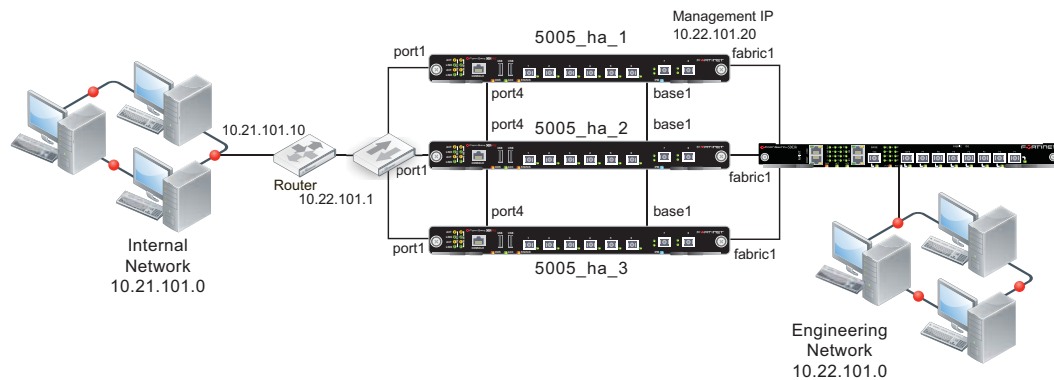 Management IP
10.22.101.20
5005_ha_1
port1
fabric1
port4
base1
port4
5005_ha_2
base1
10.21.101.10
port1
fabric1
Router
10.22.101.1
port4
base1
port1
fabric1
5005_ha_3
Internal
Network
10.21.101.0
Engineering
Network
10.22.101.0